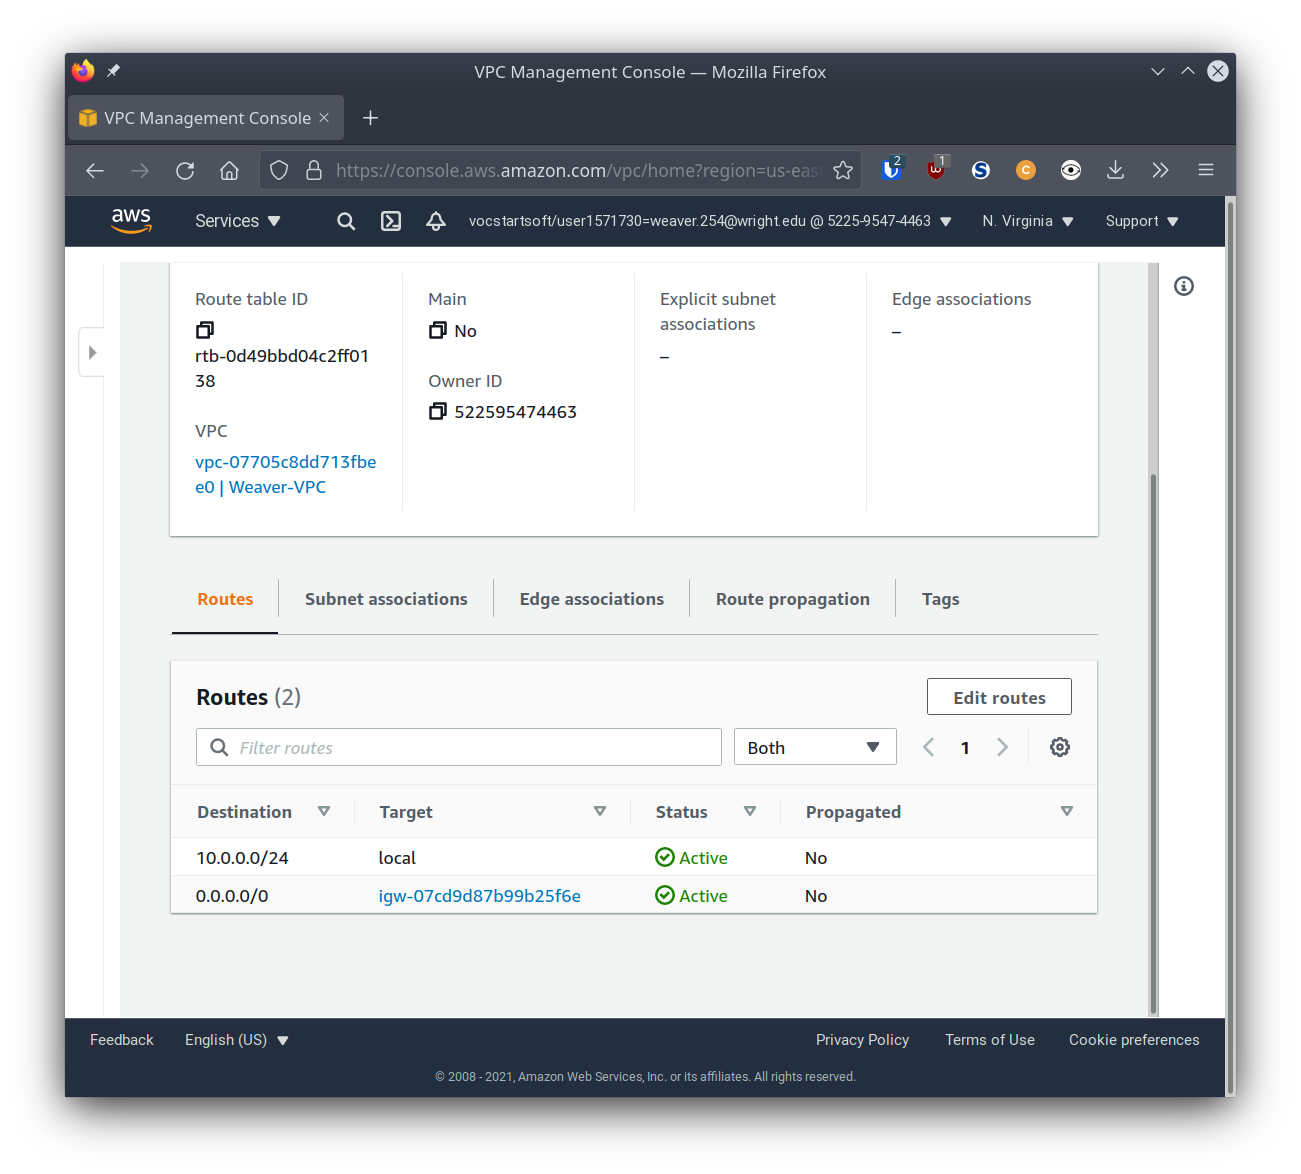 VPC Management Console — Mozilla Firefox
VPC Management Console
https://console.aws.amazon.com/vpc/home?region=us-eas
2
1
S
C
aws
Services
vocstartsoft/user1571730=weaver.254@wright.edu @ 5225-9547-4463
N. Virginia
Support
Route table ID
rtb-0d49bbd04c2ff01
38
VPC
vpc-07705c8dd713fbe
e0 | Weaver-VPC
Main
No
Owner ID
522595474463
Explicit subnet
associations
–
Edge associations
–
Routes
Subnet associations
Edge associations
Route propagation
Tags
Routes (2)
Edit routes
Filter routes
Both
1
Destination
Target
Status
Propagated
10.0.0.0/24
local
Active
No
0.0.0.0/0
igw-07cd9d87b99b25f6e
Active
No
Feedback
English (US)
Privacy Policy
Terms of Use
Cookie preferences
© 2008 - 2021, Amazon Web Services, Inc. or its affiliates. All rights reserved.